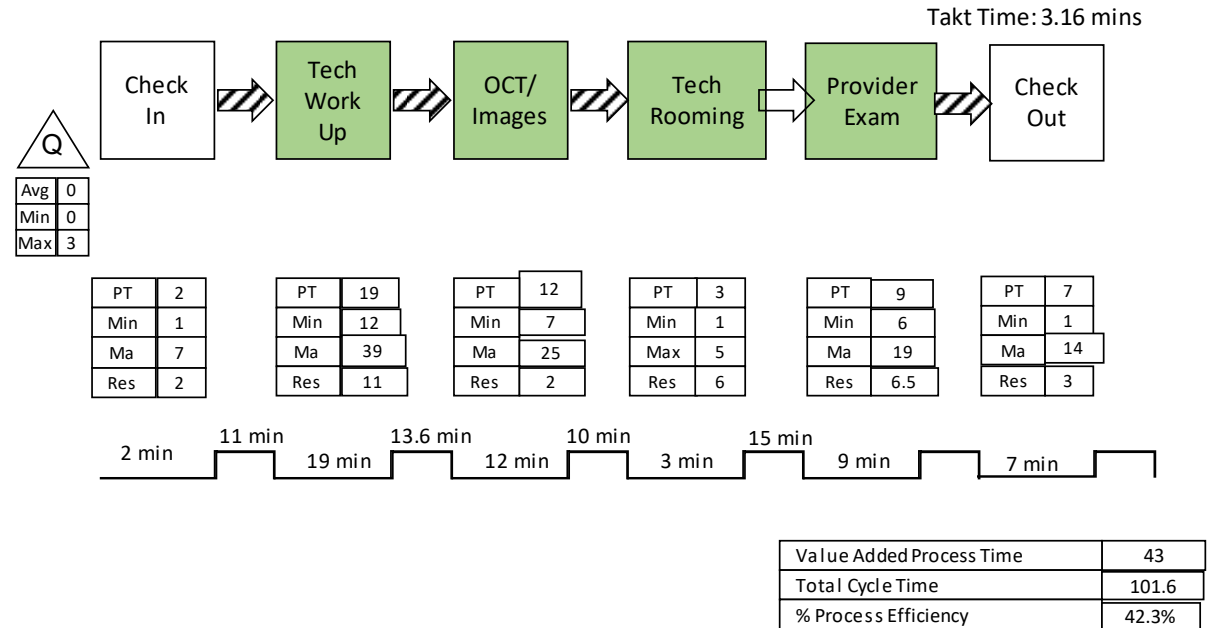 Takt Time: 3.16 mins
Check
In
Tech
Work
Up
OCT/
Images
Tech
Rooming
Provider
Exam
Check
Out
Q
Avg 0
Min 0
Max 3
PT 2
Min 1
Ma 7
Res 2
PT 19
Min 12
Ma 39
Res 11
PT 12
Min 7
Ma 25
Res 2
PT 3
Min 1
Max 5
Res 6
PT 9
Min 6
Ma 19
Res 6.5
PT 7
Min 1
Ma 14
Res 3
2 min
11 min
19 min
13.6 min
12 min
10 min
3 min
15 min
9 min
7 min
Value Added Process Time 43
Total Cycle Time 101.6
% Process Efficiency 42.3%